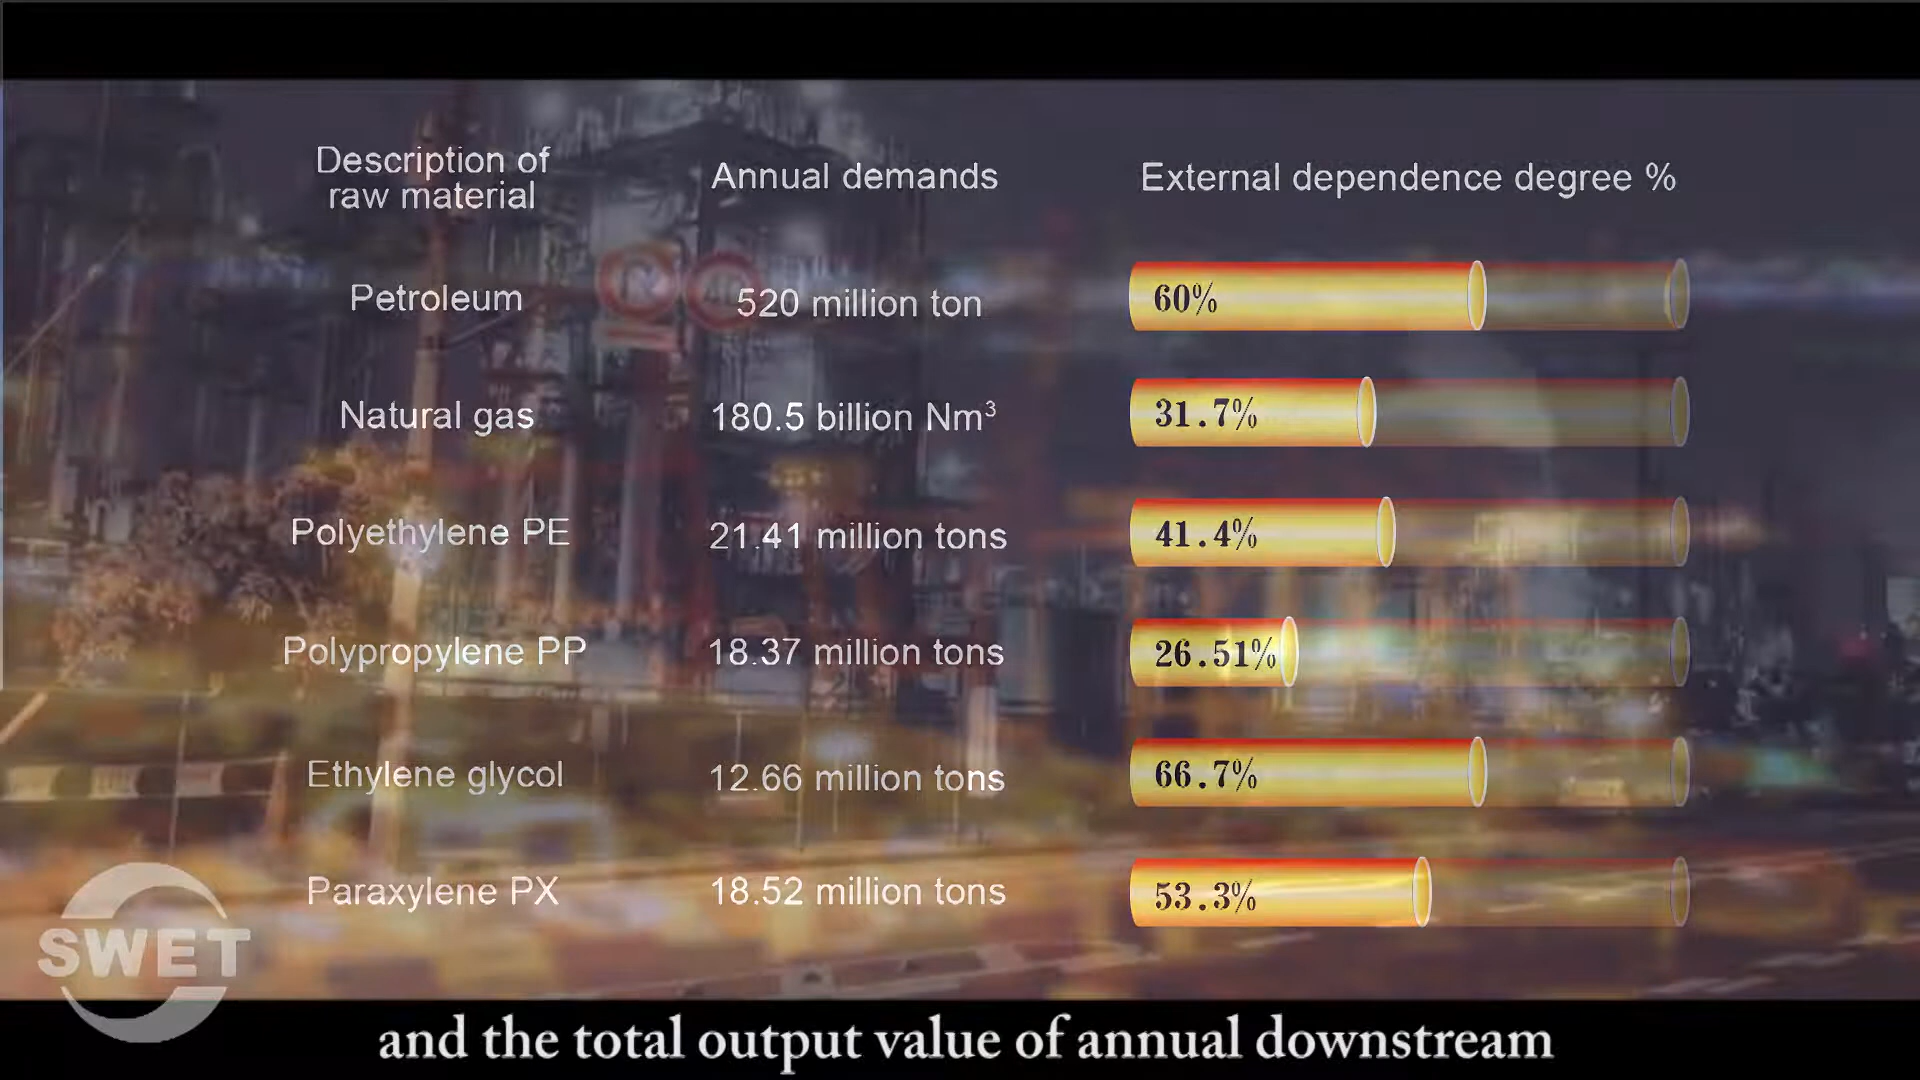 Description of
raw material
Annual demands
External dependence degree %
Petroleum
520 million ton
60%
Natural gas
180.5 billion Nm³
31.7%
Polyethylene PE
21.41 million tons
41.4%
Polypropylene PP
18.37 million tons
26.51%
Ethylene glycol
12.66 million tons
66.7%
Paraxylene PX
18.52 million tons
53.3%
SWET
and the total output value of annual downstream